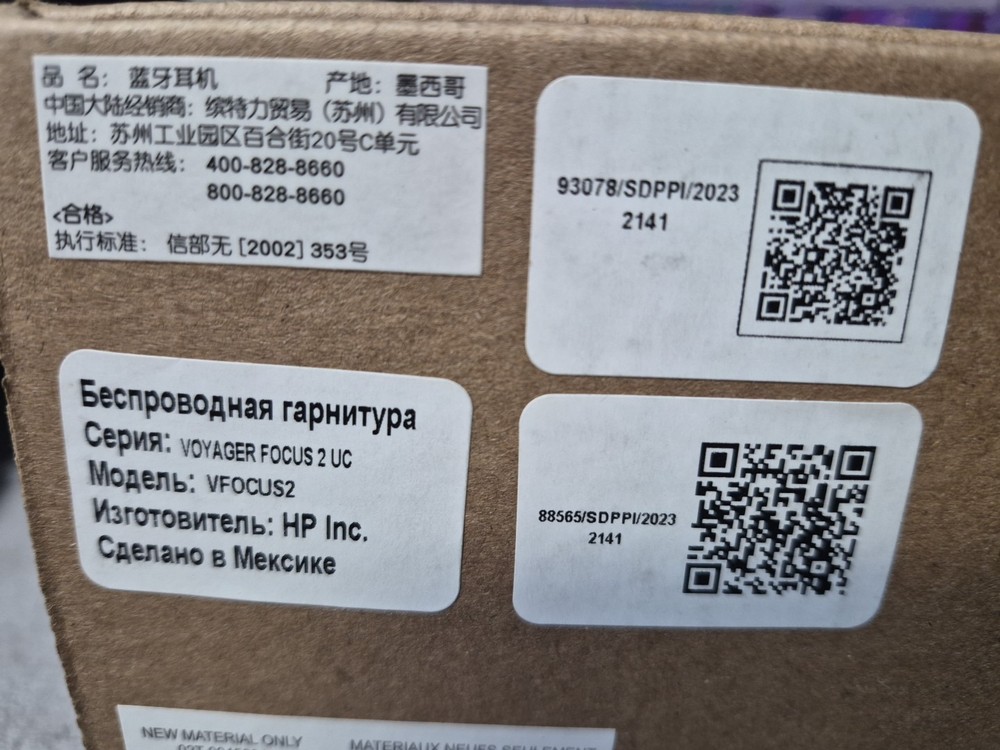 品 名： 蓝牙耳机 产地： 墨西哥
中国大陆经销商： 缤特力贸易（苏州）有限公司
地址： 苏州工业园区百合街20号C单元
客户服务热线： 400-828-8660
800-828-8660
<合格>
执行标准： 信部无 [2002] 353号
93078/SDPPI/2023
2141
Беспроводная гарнитура
Серия: VOYAGER FOCUS 2 UC
Модель: VFOCUS2
Изготовитель: HP Inc.
Сделано в Мексике
88565/SDPPI/2023
2141
NEW MATERIAL ONLY
MATERIAUX NEUFS SEULEMENT